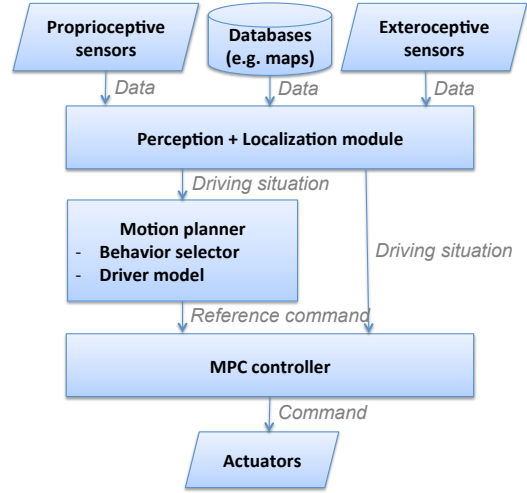 Proprioceptive
sensors
Databases
(e.g. maps)
Exteroceptive
sensors
Data
Data
Data
Perception + Localization module
Driving situation
Motion planner
- Behavior selector
- Driver model
Driving situation
Reference command
MPC controller
Command
Actuators